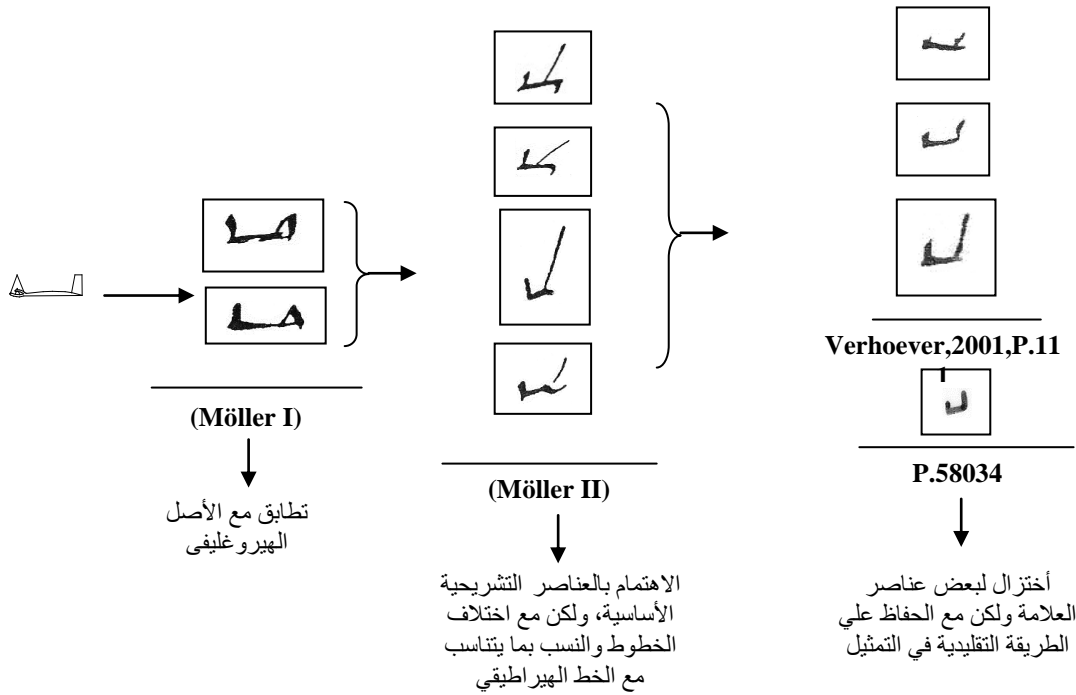 Verhoever,2001,P.11
(Möller I)
(Möller II)
P.58034
تطابق مع الأصل
الهيروغليفى
الاهتمام بالعناصر التشريحية
الأساسية، ولكن مع اختلاف
الخطوط والنسب بما يتناسب
مع الخط الهيراطيقي
أختزال لبعض عناصر
العلامة ولكن مع الحفاظ علي
الطريقة التقليدية في التمثيل